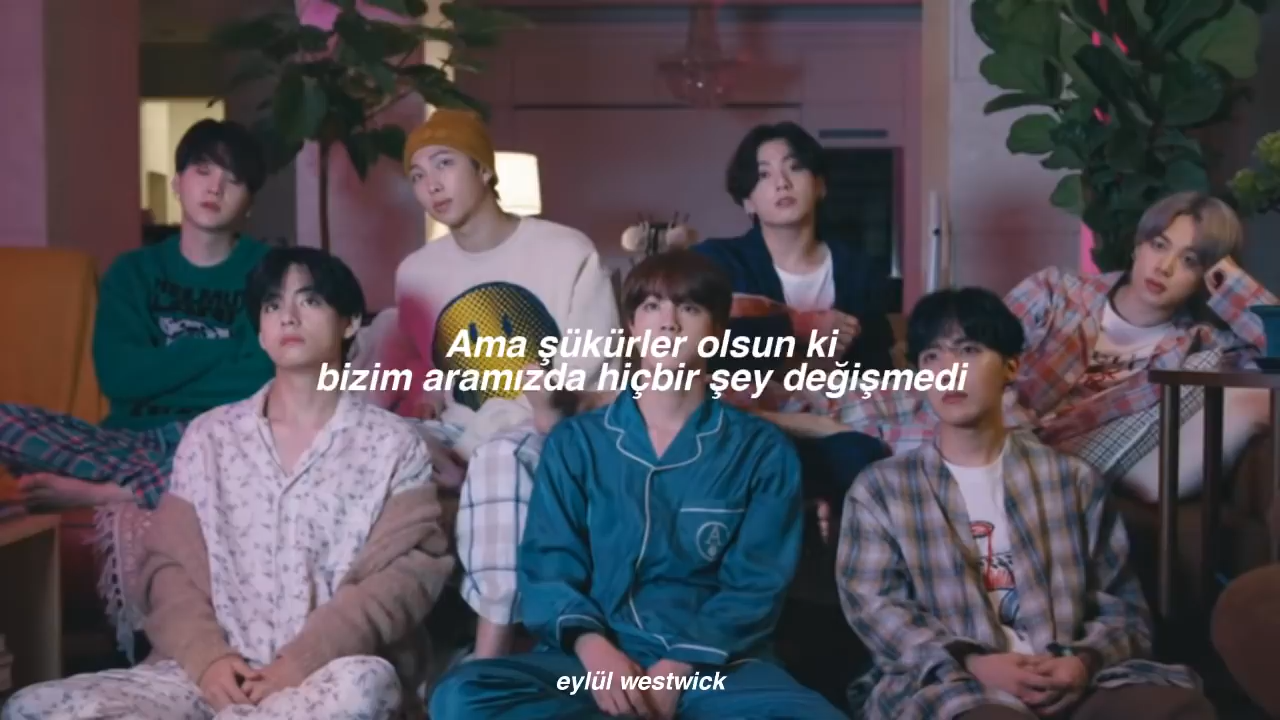 Ama şükürler olsun ki
bizim aramızda hiçbir şey değişmedi
eylül westwick